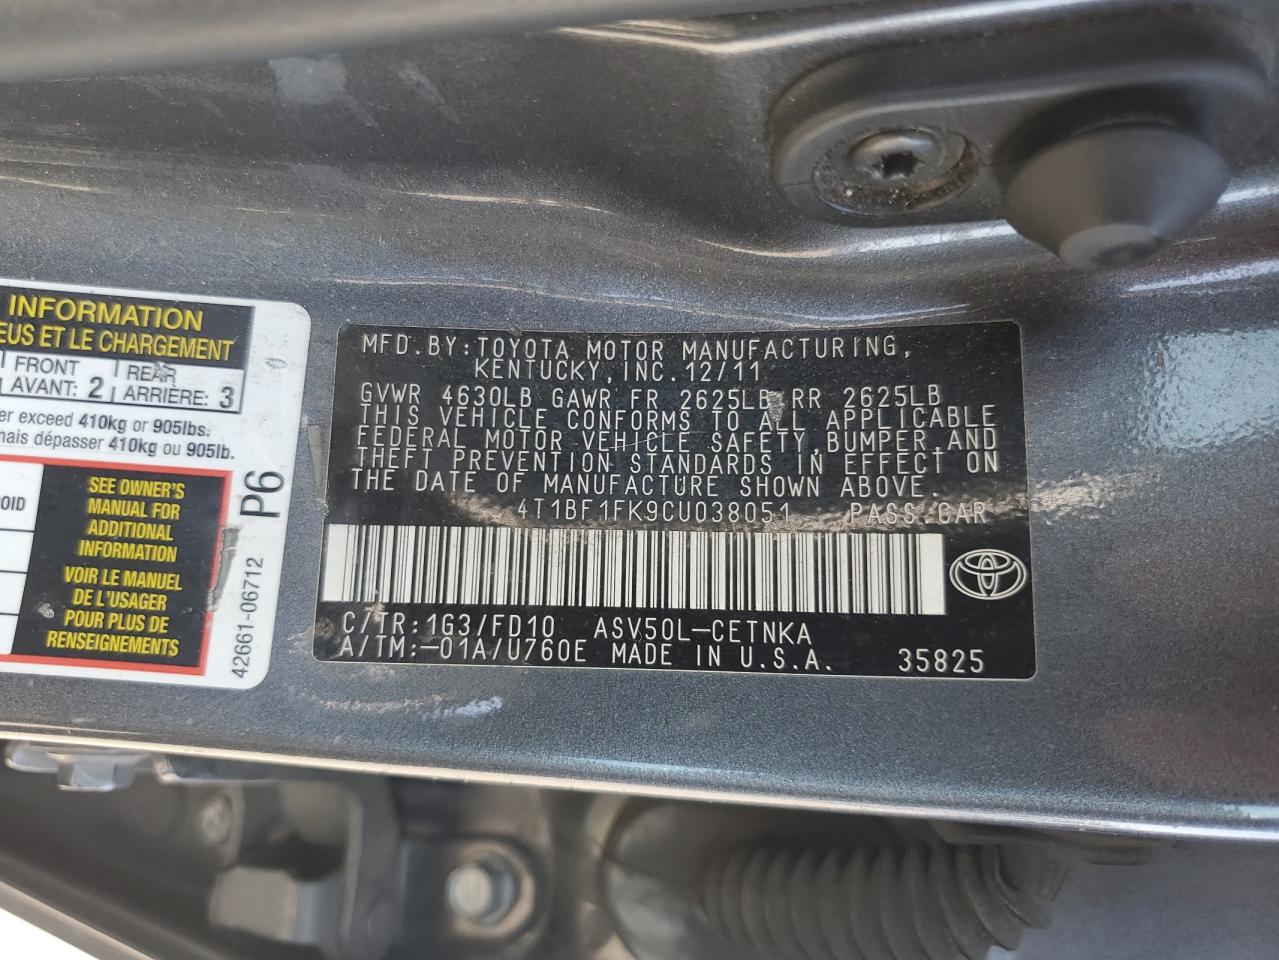 INFORMATION
EUS ET LE CHARGEMENT
FRONT REAR
AVANT: 2 ARRIÈRE: 3
er exceed 410kg or 905lbs.
mais dépasser 410kg ou 905lb.
OID
SEE OWNER'S
MANUAL FOR
ADDITIONAL
INFORMATION
VOIR LE MANUEL
DE L'USAGER
POUR PLUS DE
RENSEIGNEMENTS
42661-06712 P6
MFD.BY:TOYOTA MOTOR MANUFACTURING,
KENTUCKY,INC.12/11
GVWR 4630LB GAWR FR 2625LB RR 2625LB
THIS VEHICLE CONFORMS TO ALL APPLICABLE
FEDERAL MOTOR VEHICLE SAFETY,BUMPER,AND
THEFT PREVENTION STANDARDS IN EFFECT ON
THE DATE OF MANUFACTURE SHOWN ABOVE.
4T1BF1FK9CU038051 PASS.CAR
C/TR:1G3/FD10 ASV50L-CETNKA
A/TM:-01A/U760E MADE IN U.S.A. 35825